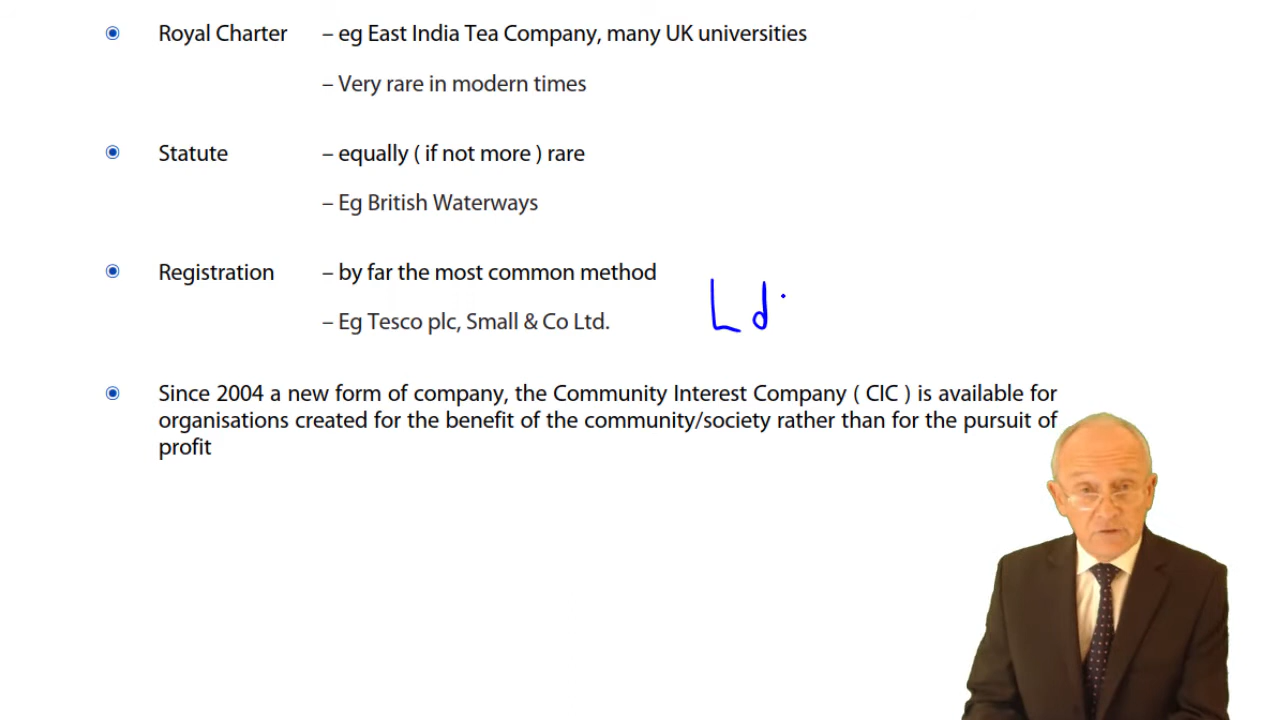 Royal Charter – eg East India Tea Company, many UK universities
– Very rare in modern times
Statute – equally ( if not more ) rare
– Eg British Waterways
Registration – by far the most common method
– Eg Tesco plc, Small & Co Ltd.
Ld.
Since 2004 a new form of company, the Community Interest Company ( CIC ) is available for
organisations created for the benefit of the community/society rather than for the pursuit of
profit